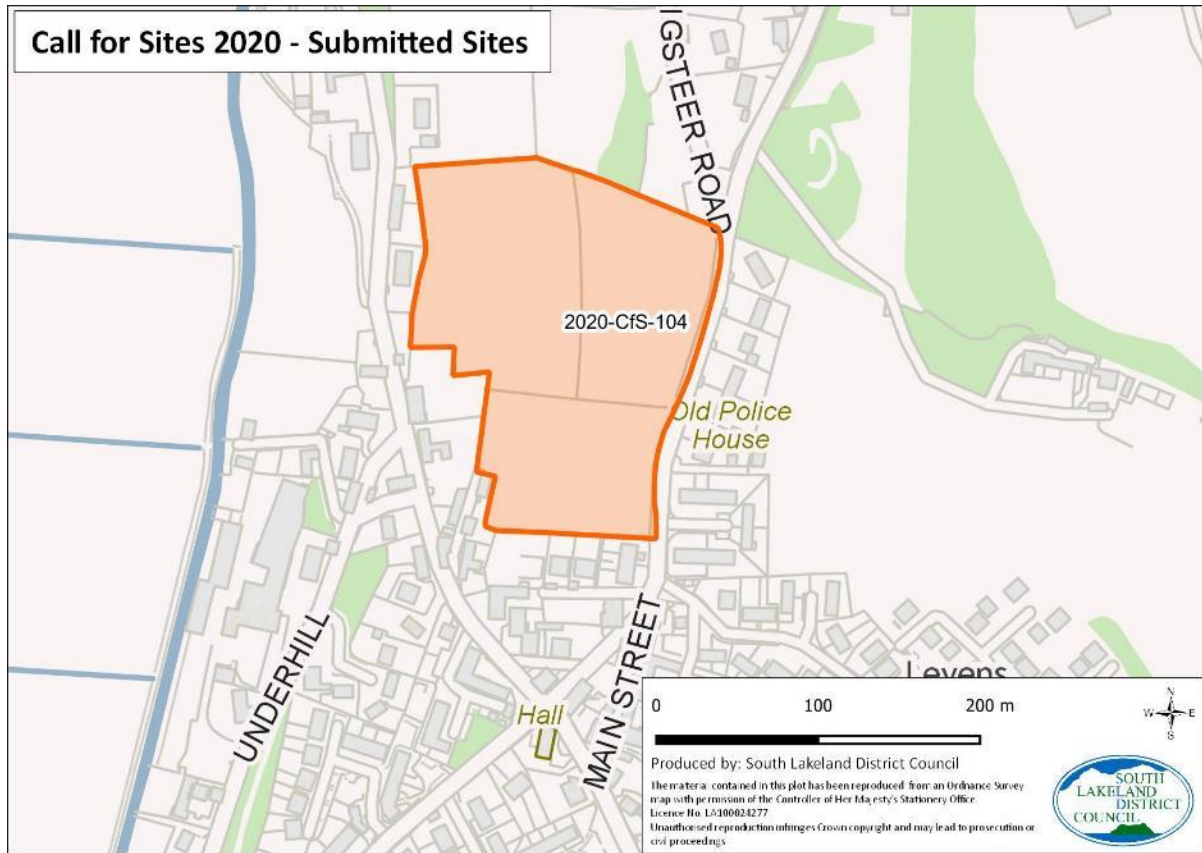 Call for Sites 2020 - Submitted Sites
IGSTEER ROAD
2020-CfS-104
Old Police
House
UNDERHILL
MAIN STREET
Hall
Levens
0 100 200 m
N
W E
S
Produced by: South Lakeland District Council
The material contained in this plot has been reproduced from an Ordnance Survey
map with permission of the Controller of Her Majesty's Stationery Office.
Licence No. LA100024277
Unauthorised reproduction infringes Crown copyright and may lead to prosecution or
civil proceedings
SOUTH
LAKELAND
DISTRICT
COUNCIL